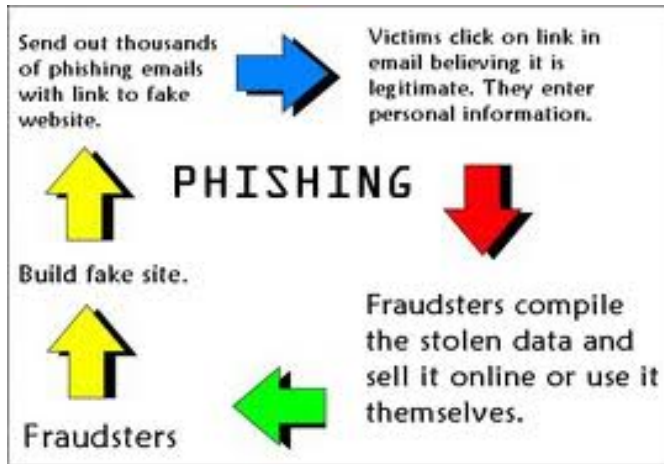 Send out thousands
of phishing emails
with link to fake
website.
Victims click on link in
email believing it is
legitimate. They enter
personal information.
PHISHING
Build fake site.
Fraudsters compile
the stolen data and
sell it online or use it
themselves.
Fraudsters